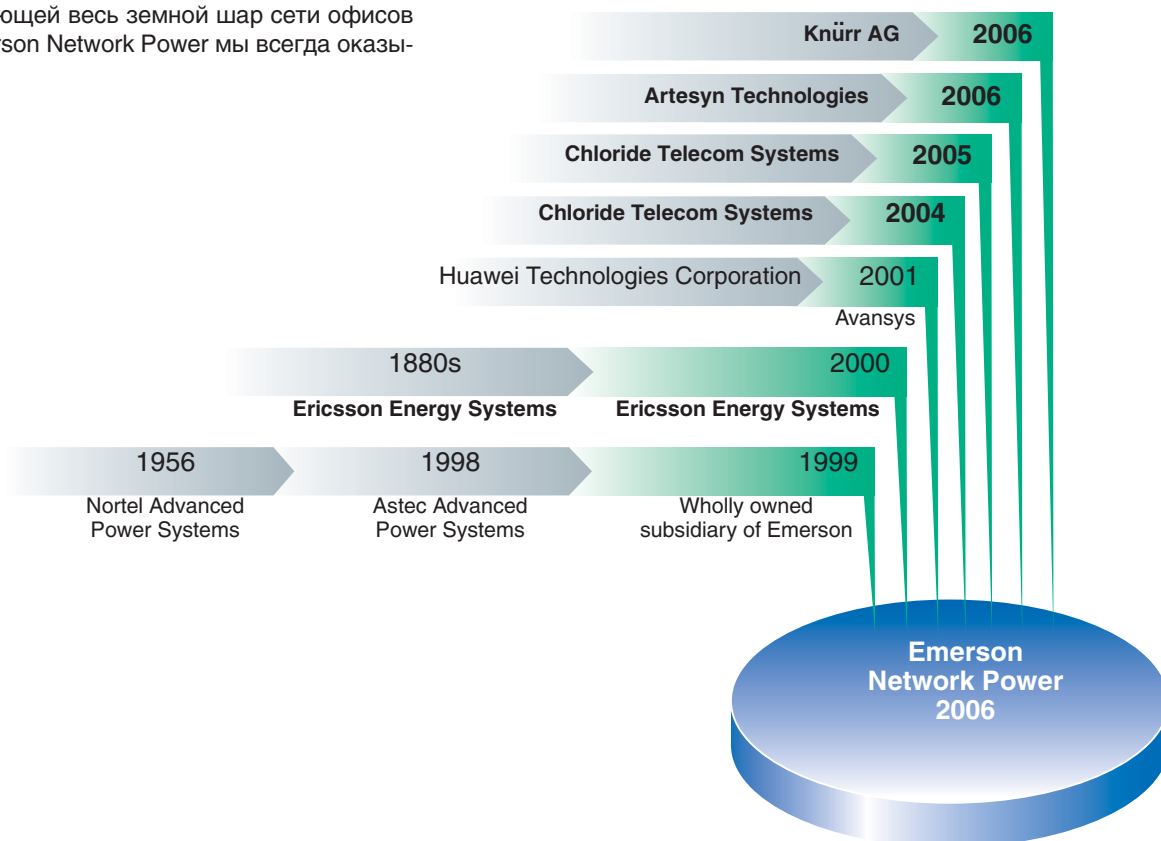 ющей весь земной шар сети офисов
rson Network Power мы всегда оказы-
Knürr AG 2006
Artesyn Technologies 2006
Chloride Telecom Systems 2005
Chloride Telecom Systems 2004
Huawei Technologies Corporation 2001
Avansys
1880s 2000
Ericsson Energy Systems Ericsson Energy Systems
1956 1998 1999
Nortel Advanced Astec Advanced Wholly owned
Power Systems Power Systems subsidiary of Emerson
Emerson
Network Power
2006